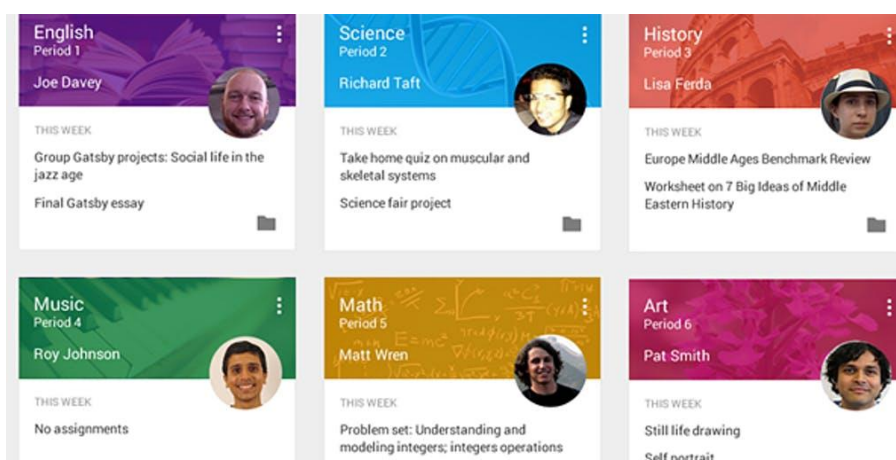 English
Period 1
Joe Davey
THIS WEEK
Group Gatsby projects: Social life in the
jazz age
Final Gatsby essay
Science
Period 2
Richard Taft
THIS WEEK
Take home quiz on muscular and
skeletal systems
Science fair project
History
Period 3
Lisa Ferda
THIS WEEK
Europe Middle Ages Benchmark Review
Worksheet on 7 Big Ideas of Middle
Eastern History
Music
Period 4
Roy Johnson
THIS WEEK
No assignments
Math
Period 5
Matt Wren
THIS WEEK
Problem set: Understanding and
modeling integers; integers operations
Art
Period 6
Pat Smith
THIS WEEK
Still life drawing
Self portrait